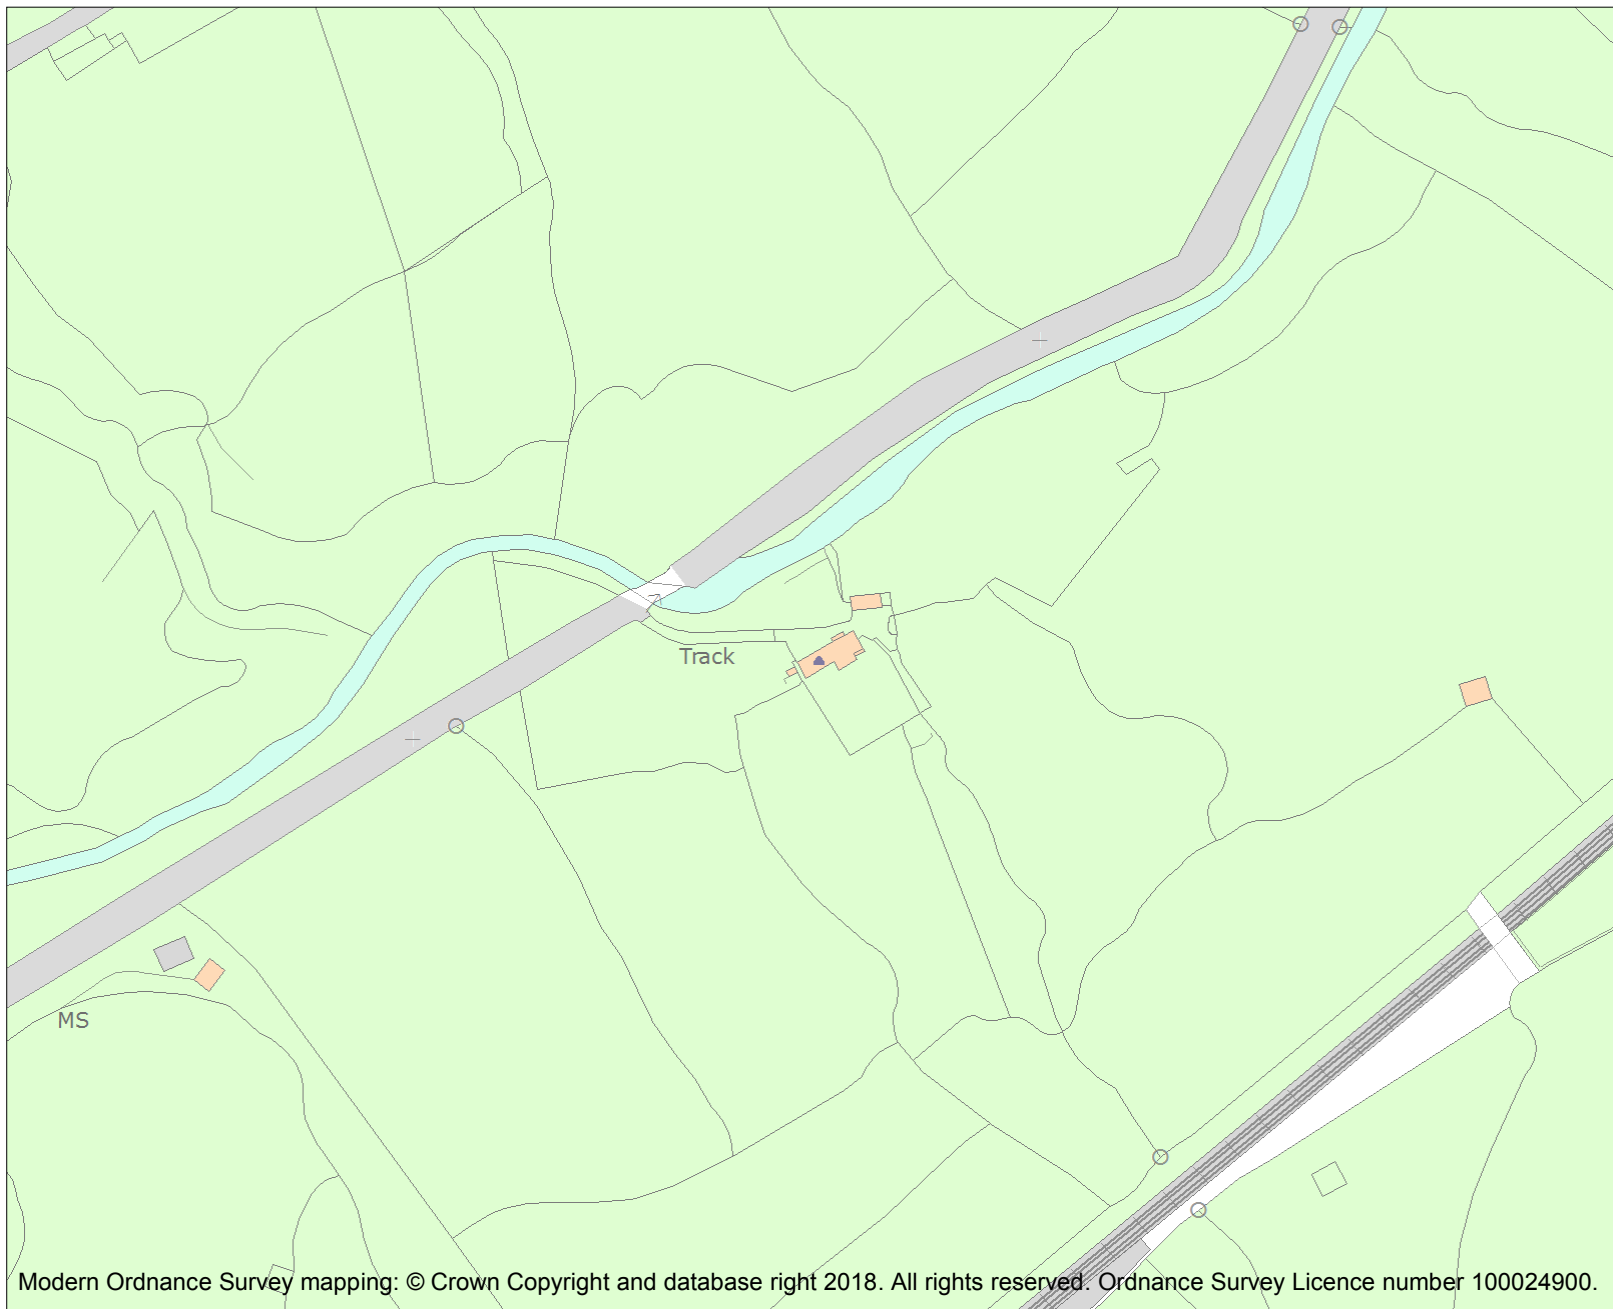 Track
MS
Modern Ordnance Survey mapping: © Crown Copyright and database right 2018. All rights reserved. Ordnance Survey Licence number 100024900.